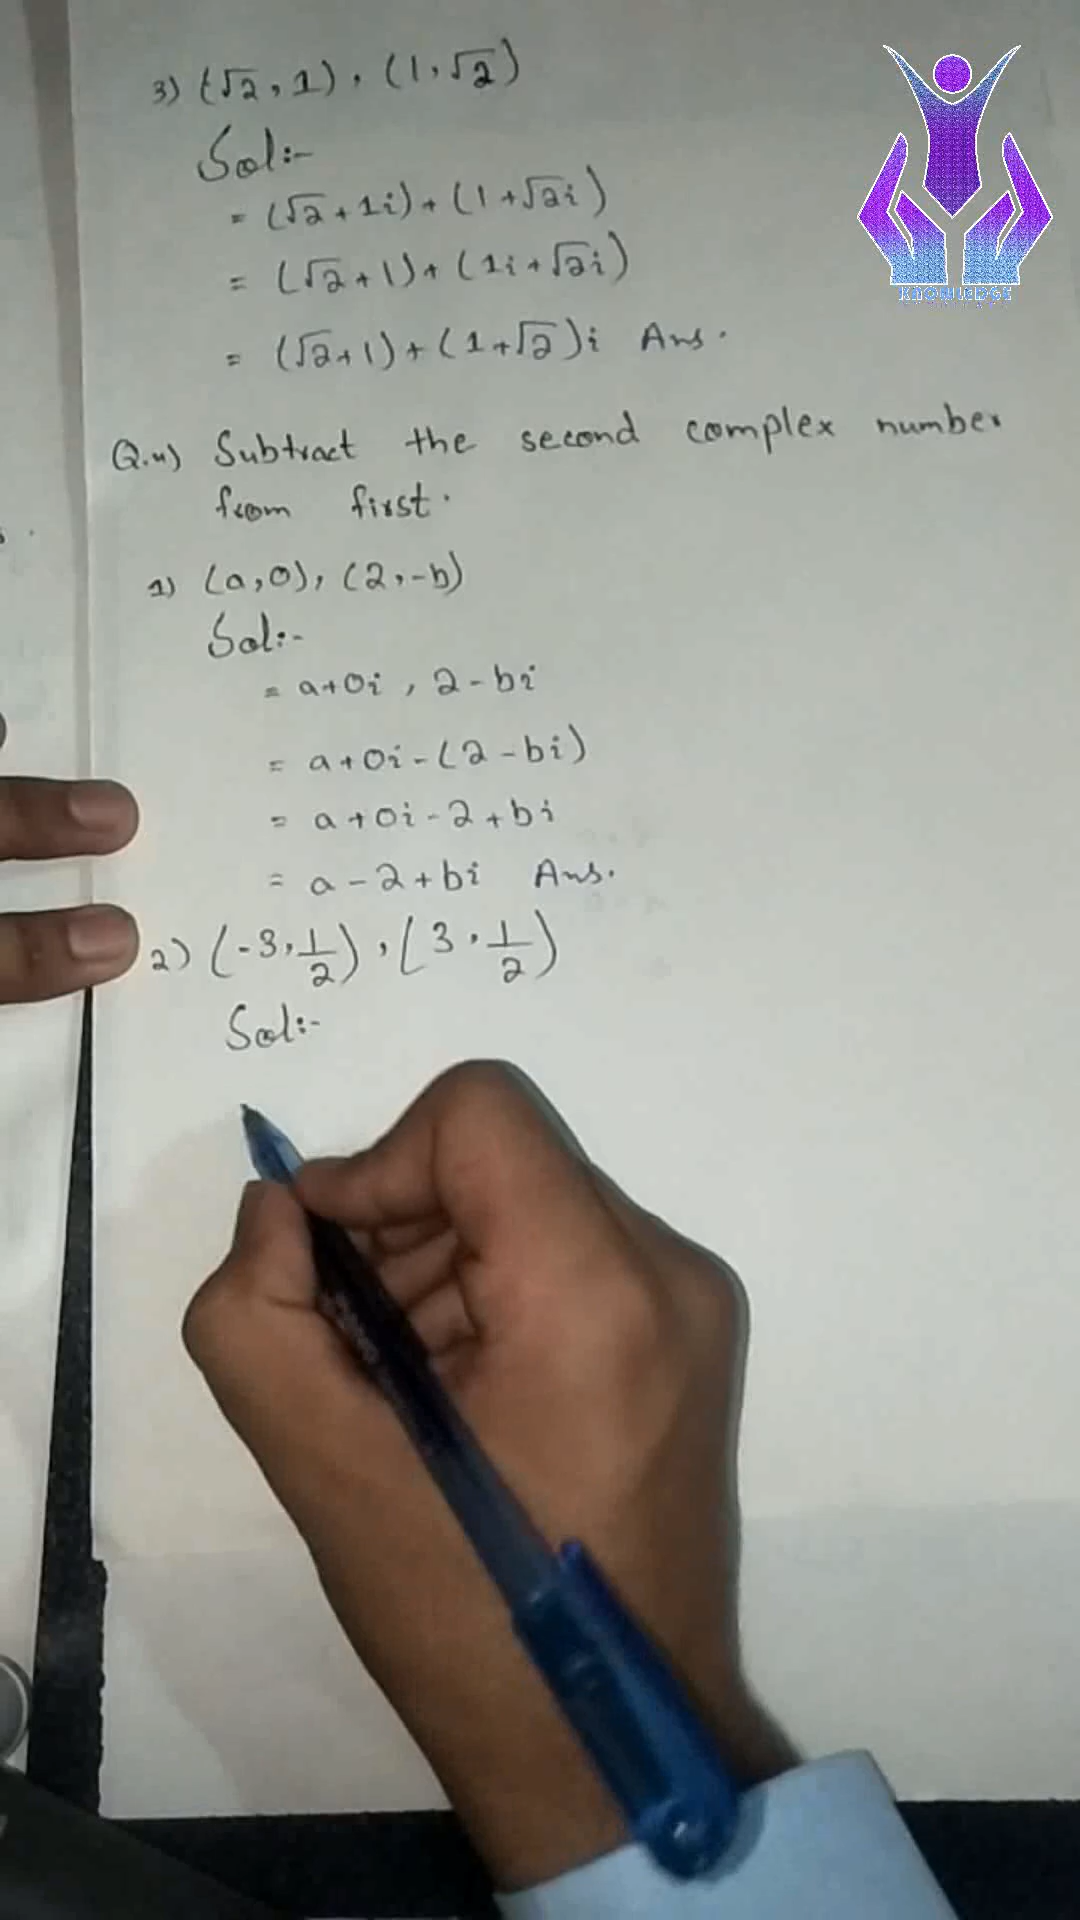 3) (√2, 1), (1, √2)
Sol:-
= (√2 + 1i) + (1 + √2i)
= (√2 + 1) + (1i + √2i)
= (√2 + 1) + (1 + √2)i Ans.
Q.4) Subtract the second complex number
from first.
1) (a, 0), (2, -b)
Sol:-
= a + 0i, 2 - bi
= a + 0i - (2 - bi)
= a + 0i - 2 + bi
= a - 2 + bi Ans.
2) (-3, 1/2), (3, 1/2)
Sol:-
KNOWLEDGE